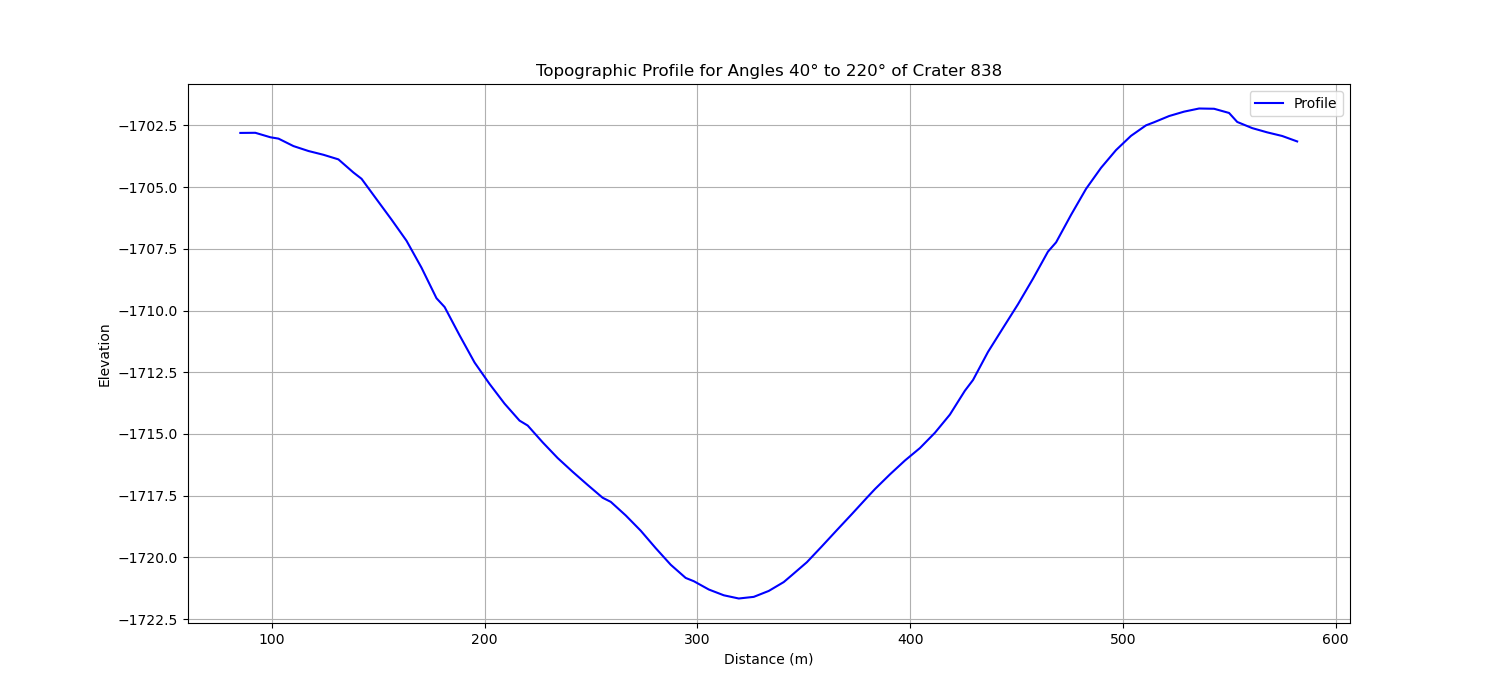 Topographic Profile for Angles 40° to 220° of Crater 838
Profile
−1702.5
−1705.0
−1707.5
−1710.0
−1712.5
−1715.0
−1717.5
−1720.0
−1722.5
Elevation
100 200 300 400 500 600
Distance (m)